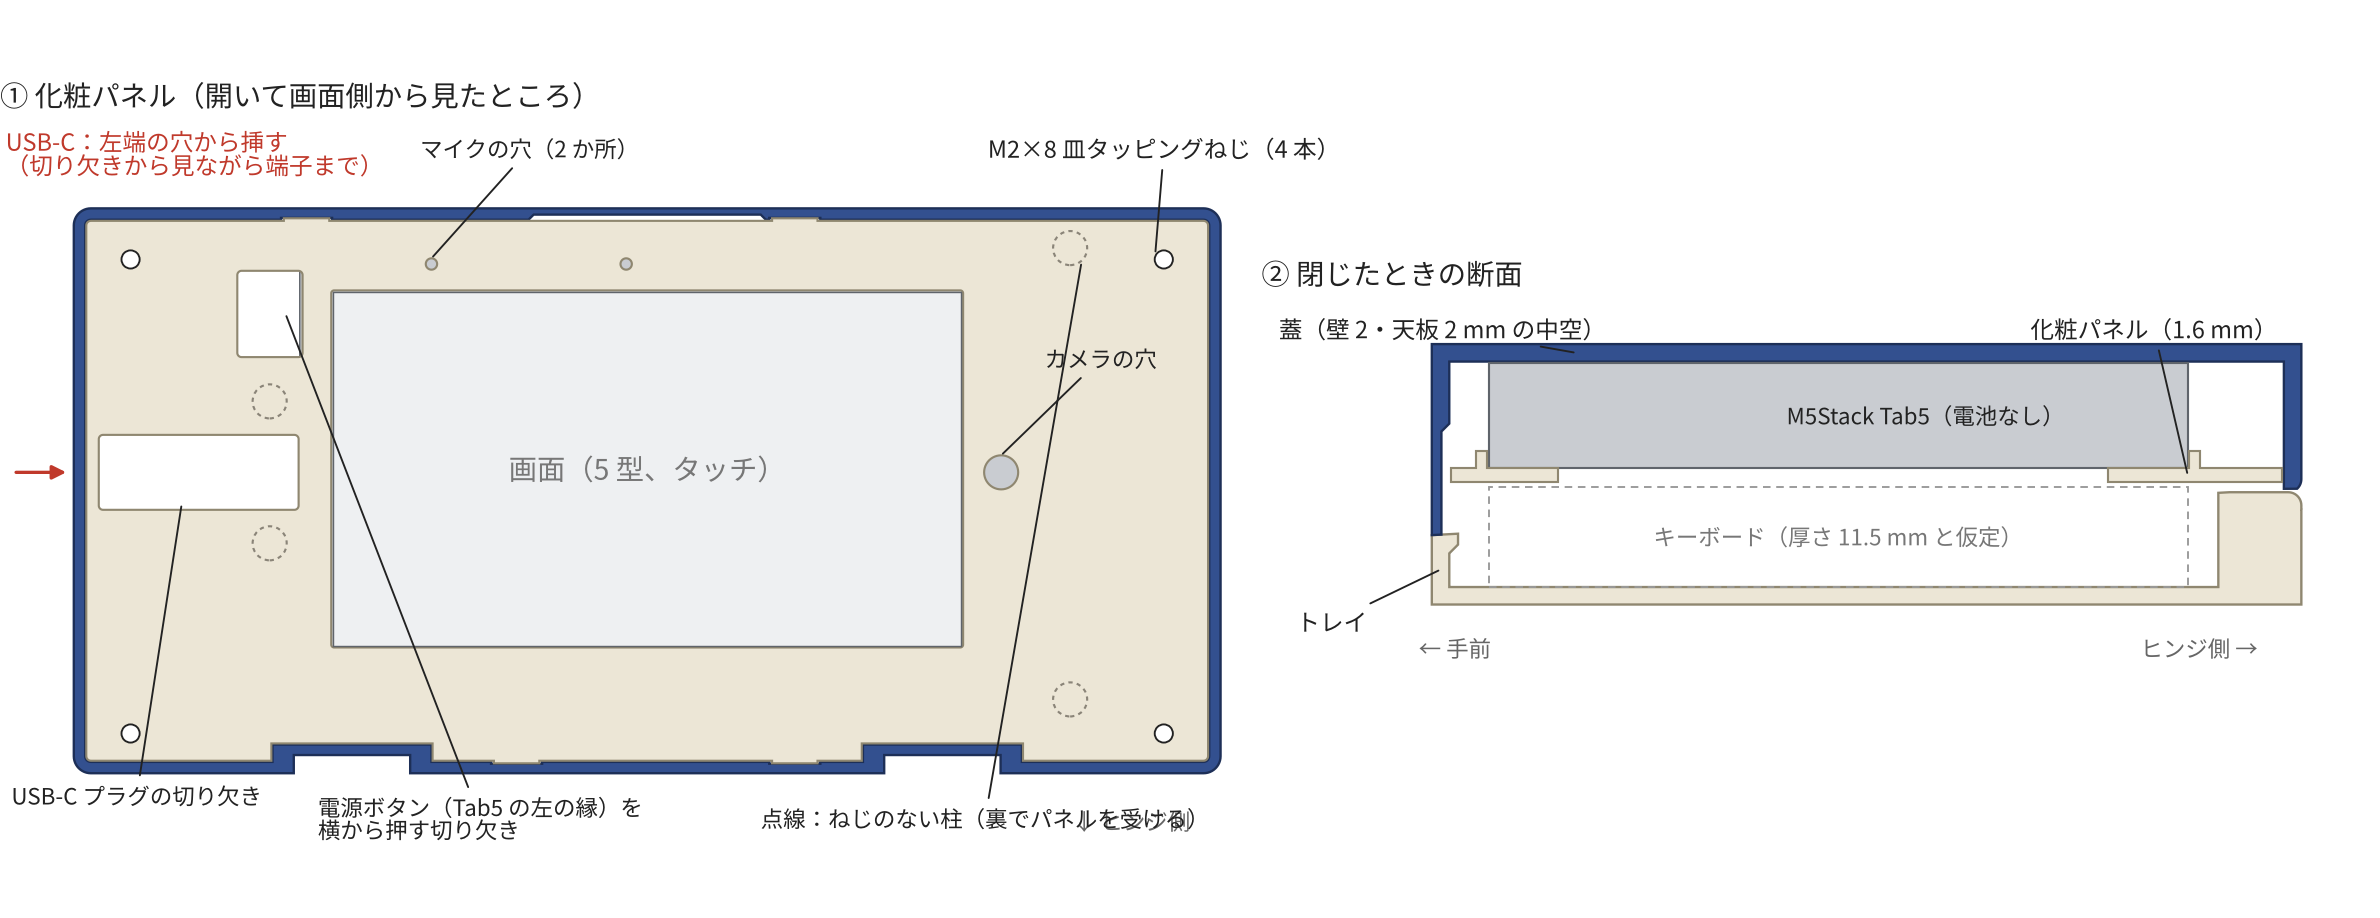 ① 化粧パネル（開いて画面側から見たところ）
USB-C：左端の穴から挿す
（切り欠きから見ながら端子まで）
マイクの穴（2 か所）
M2×8 皿タッピングねじ（4 本）
カメラの穴
画面（5 型、タッチ）
USB-C プラグの切り欠き
電源ボタン（Tab5 の左の縁）を
横から押す切り欠き
点線：ねじのない柱（裏でパネルを受ける）
↓ ヒンジ側
② 閉じたときの断面
蓋（壁 2・天板 2 mm の中空）
化粧パネル（1.6 mm）
M5Stack Tab5（電池なし）
キーボード（厚さ 11.5 mm と仮定）
トレイ
← 手前
ヒンジ側 →